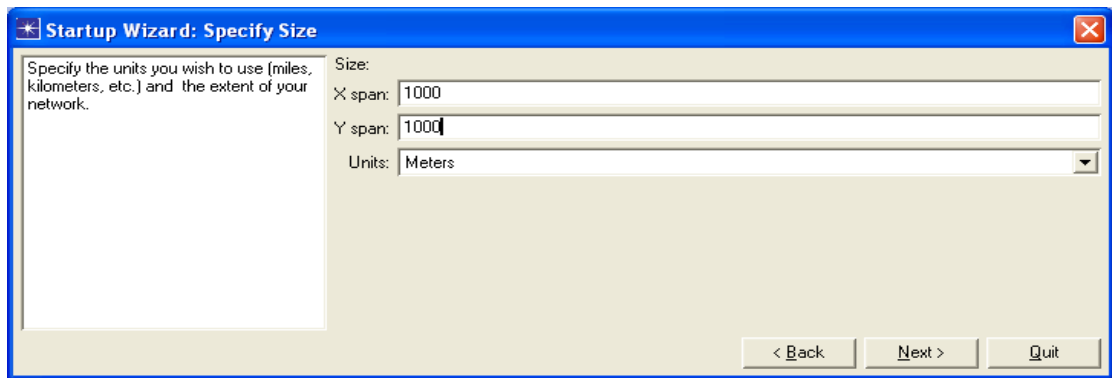 Startup Wizard: Specify Size
Specify the units you wish to use (miles,
kilometers, etc.) and the extent of your
network.
Size:
X span: 1000
Y span: 1000
Units: Meters
< Back Next > Quit